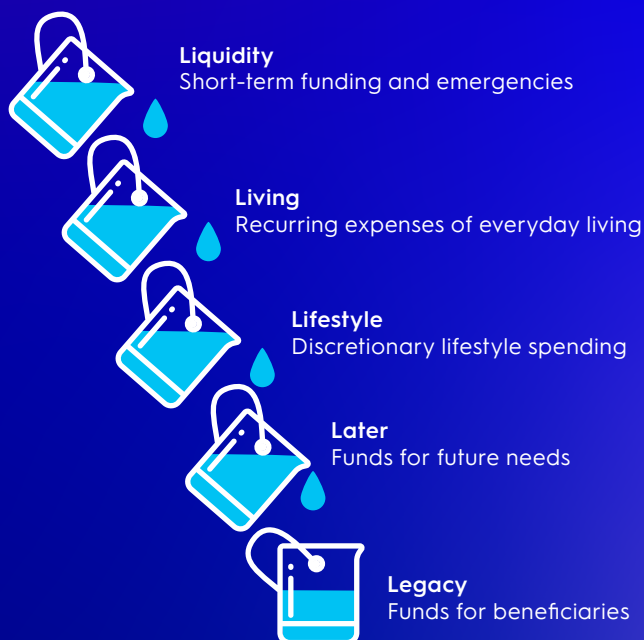 Liquidity
Short-term funding and emergencies
Living
Recurring expenses of everyday living
Lifestyle
Discretionary lifestyle spending
Later
Funds for future needs
Legacy
Funds for beneficiaries